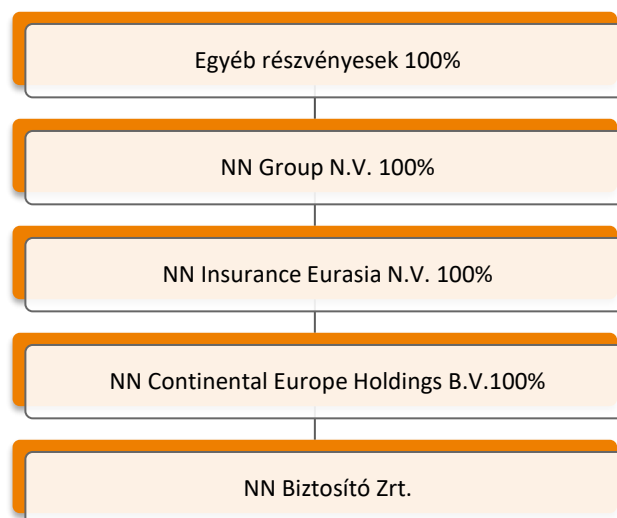 Egyéb részvényesek 100%
NN Group N.V. 100%
NN Insurance Eurasia N.V. 100%
NN Continental Europe Holdings B.V.100%
NN Biztosító Zrt.